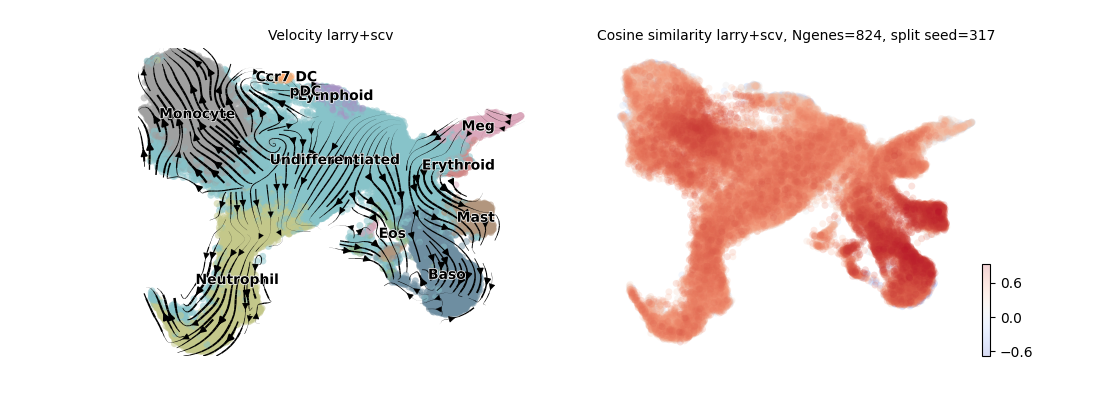 Velocity larry+scv
Cosine similarity larry+scv, Ngenes=824, split seed=317
Ccr7 DC
pDC
Lymphoid
Monocyte
Meg
Undifferentiated
Erythroid
Mast
Eos
Baso
Neutrophil
0.6
0.0
−0.6